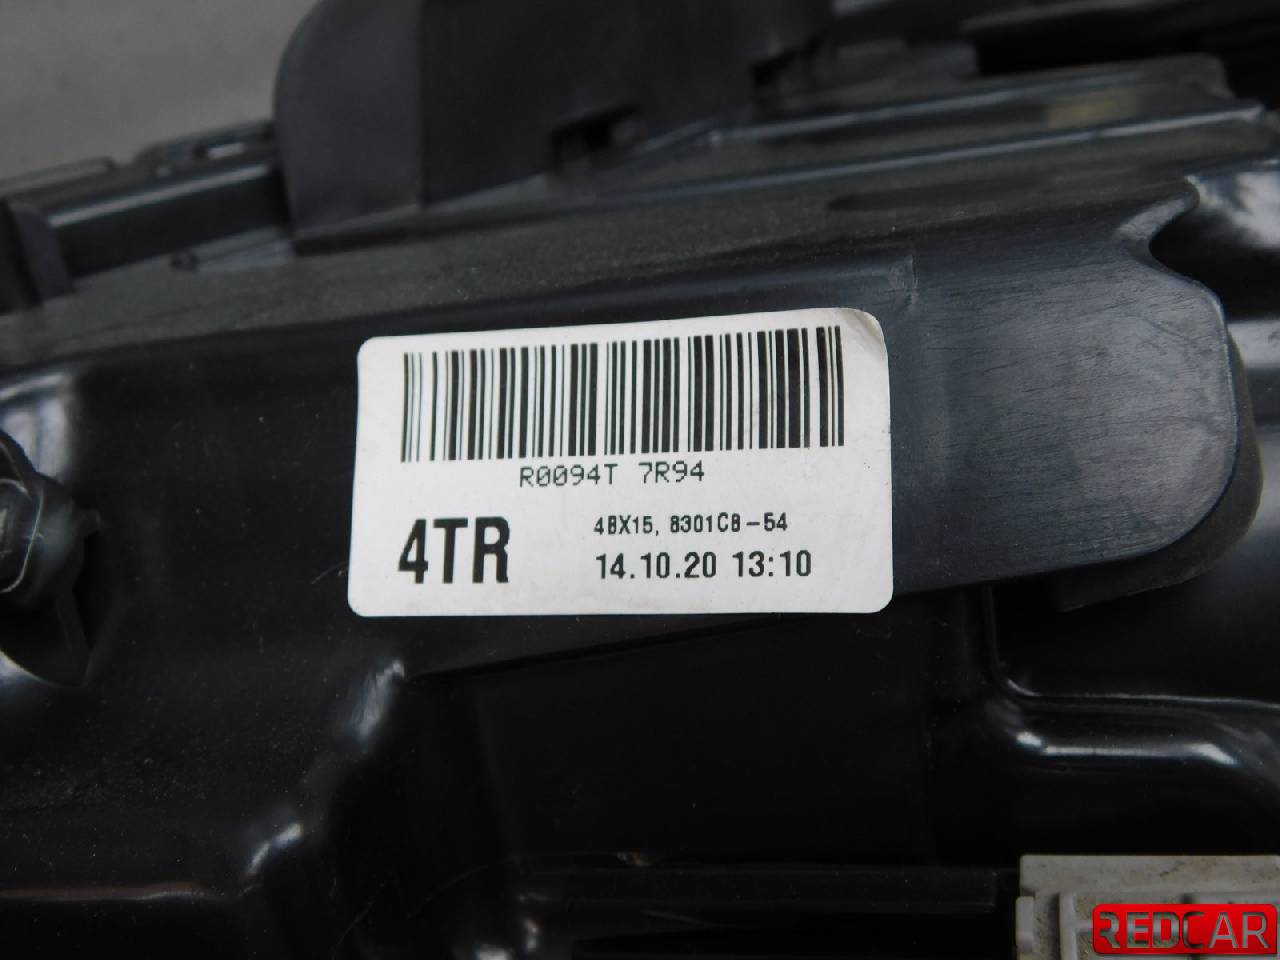 R0094T 7R94
4TR
4BX15, 8301C8-54
14.10.20 13:10
REDCAR